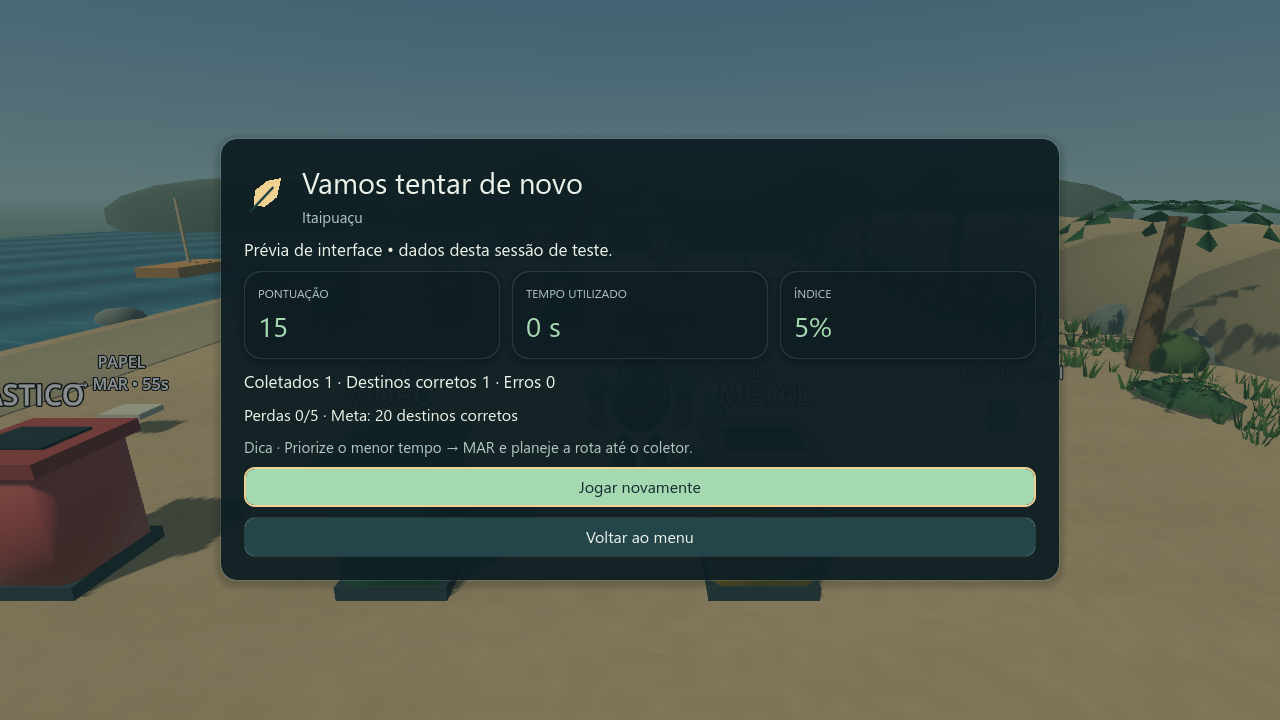 Vamos tentar de novo
Itaipuaçu
Prévia de interface • dados desta sessão de teste.
PONTUAÇÃO
15
TEMPO UTILIZADO
0 s
ÍNDICE
5%
Coletados 1 · Destinos corretos 1 · Erros 0
Perdas 0/5 · Meta: 20 destinos corretos
Dica · Priorize o menor tempo → MAR e planeje a rota até o coletor.
Jogar novamente
Voltar ao menu
PAPEL
→ MAR • 55s
ÁSTICO
VIDRO
METAL